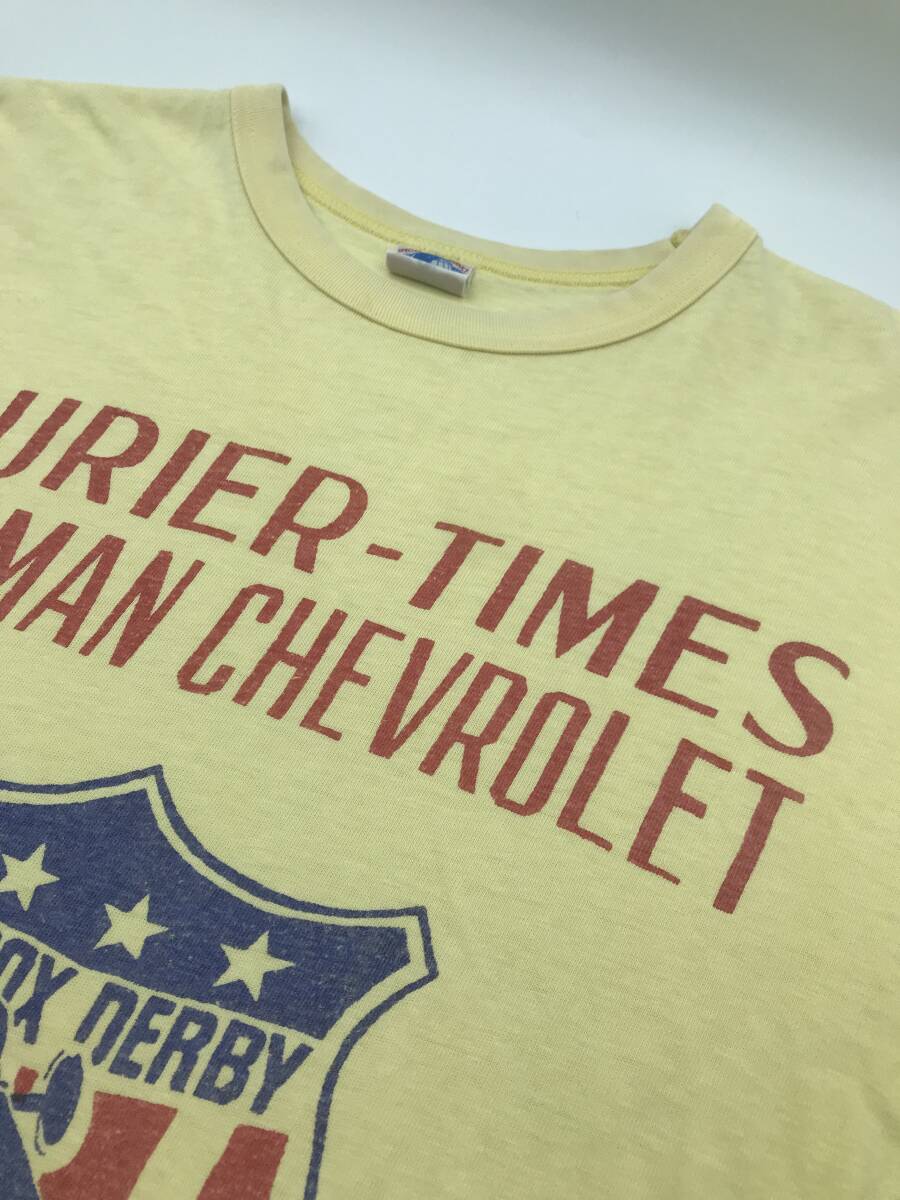 URIER-TIMES
MAN CHEVROLET
OX DERBY